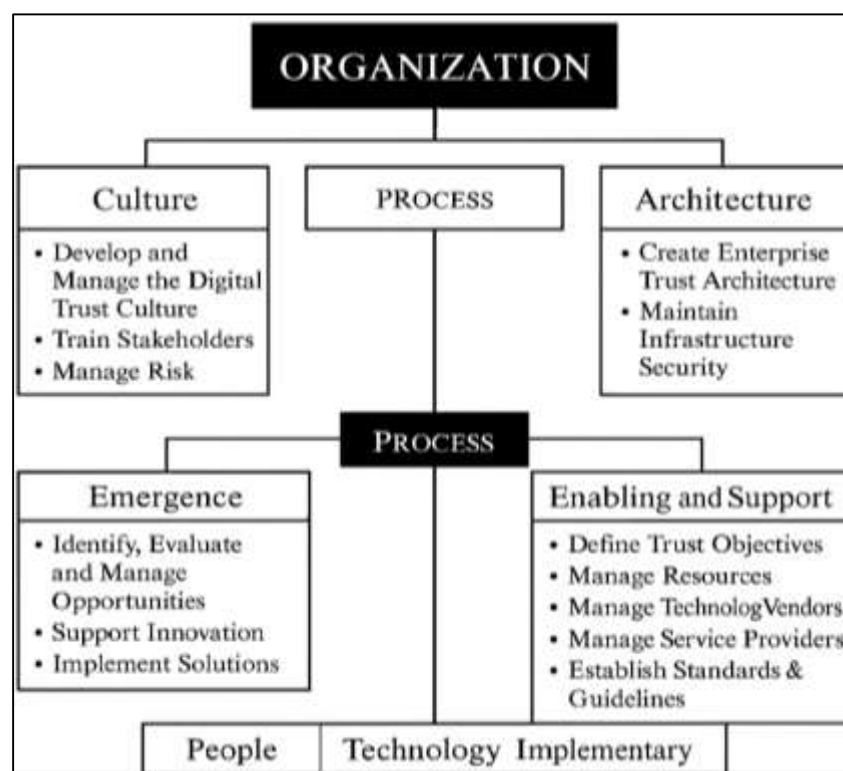 ORGANIZATION
Culture
• Develop and
Manage the Digital
Trust Culture
• Train Stakeholders
• Manage Risk
PROCESS
Architecture
• Create Enterprise
Trust Architecture
• Maintain
Infrastructure
Security
PROCESS
Emergence
• Identify, Evaluate
and Manage
Opportunities
• Support Innovation
• Implement Solutions
Enabling and Support
• Define Trust Objectives
• Manage Resources
• Manage TechnologVendors
• Manage Service Providers
• Establish Standards &
Guidelines
People
Technology Implementary